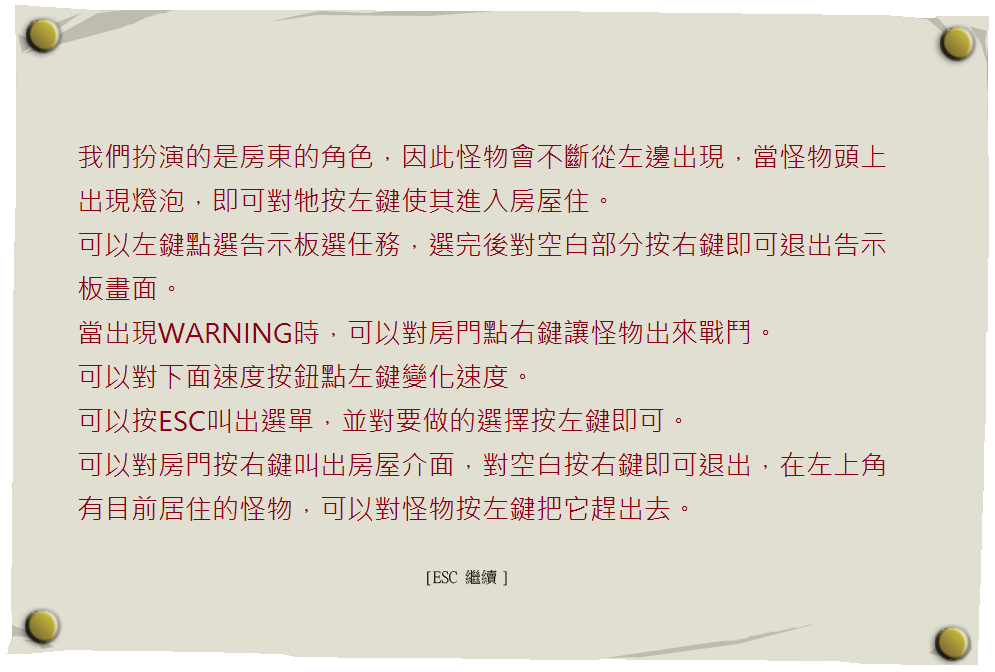 我們扮演的是房東的角色，因此怪物會不斷從左邊出現，當怪物頭上
出現燈泡，即可對牠按左鍵使其進入房屋住。
可以左鍵點選告示板選任務，選完後對空白部分按右鍵即可退出告示
板畫面。
當出現WARNING時，可以對房門點右鍵讓怪物出來戰鬥。
可以對下面速度按鈕點左鍵變化速度。
可以按ESC叫出選單，並對要做的選擇按左鍵即可。
可以對房門按右鍵叫出房屋介面，對空白按右鍵即可退出，在左上角
有目前居住的怪物，可以對怪物按左鍵把它趕出去。
[ESC 繼續 ]